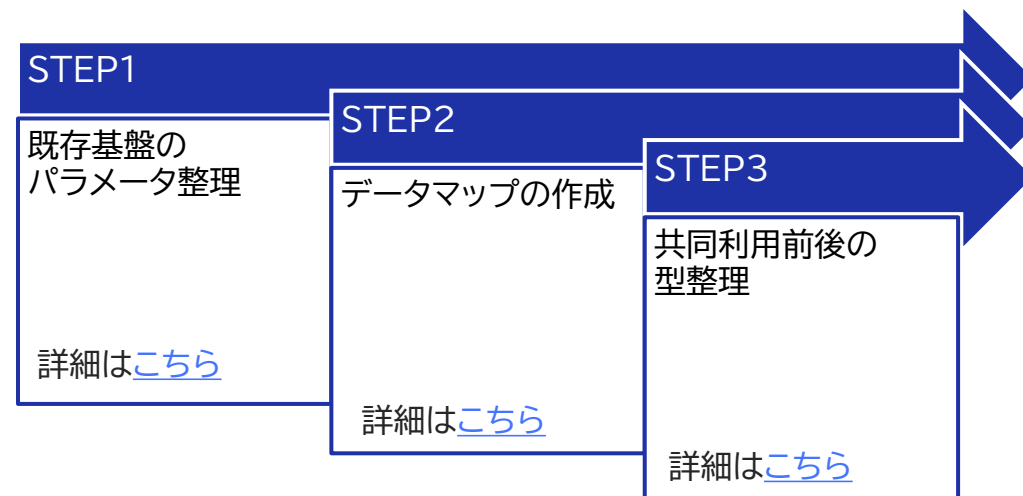 STEP1
既存基盤の
パラメータ整理
詳細はこちら
STEP2
データマップの作成
詳細はこちら
STEP3
共同利用前後の
型整理
詳細はこちら